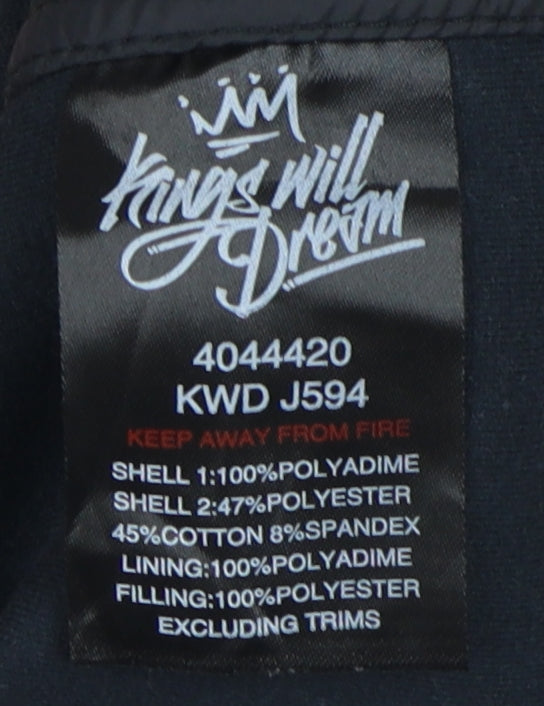 Kings will
Dream
4044420
KWD J594
KEEP AWAY FROM FIRE
SHELL 1:100%POLYADIME
SHELL 2:47%POLYESTER
45%COTTON 8%SPANDEX
LINING:100%POLYADIME
FILLING:100%POLYESTER
EXCLUDING TRIMS